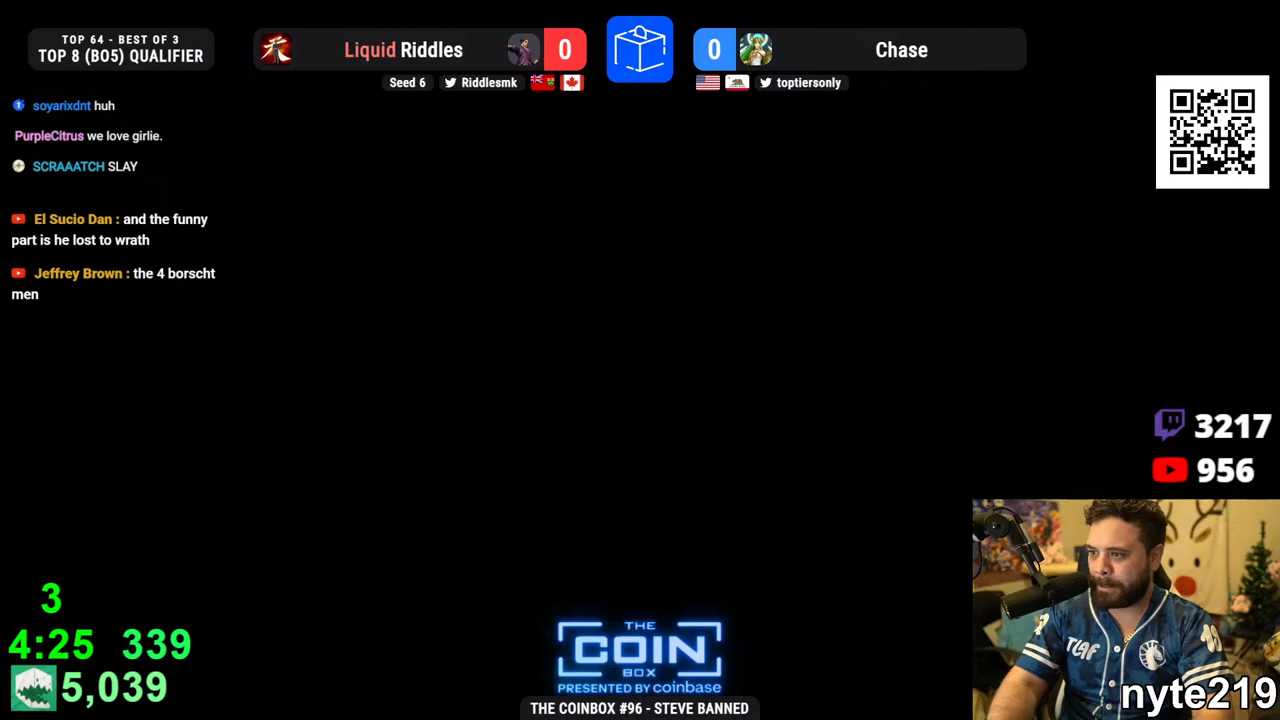 TOP 64 - BEST OF 3
TOP 8 (BO5) QUALIFIER
Liquid Riddles
0
0
Chase
Seed 6
Riddlesmk
toptiersonly
soyarixdnt huh
PurpleCitrus we love girlie.
SCRAAATCH SLAY
El Sucio Dan : and the funny
part is he lost to wrath
Jeffrey Brown : the 4 borscht
men
3217
956
3
4:25 339
5,039
THE
COIN
BOX
PRESENTED BY coinbase
THE COINBOX #96 - STEVE BANNED
TLAF
nyte219